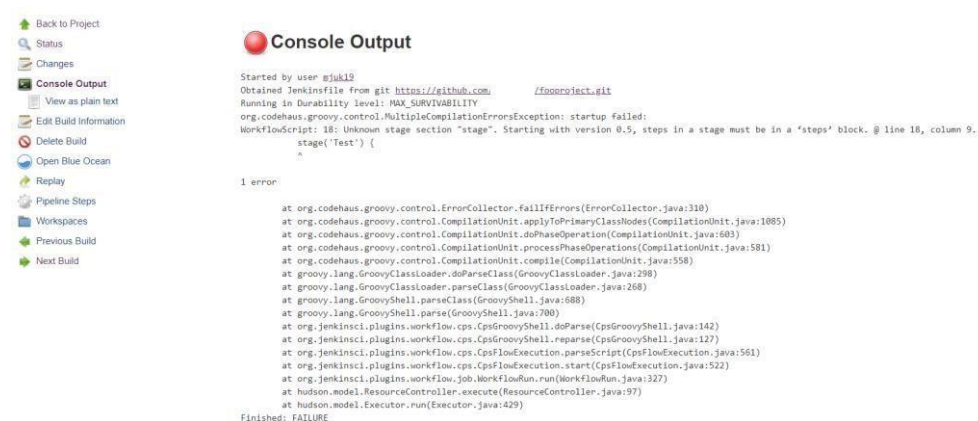 Back to Project
Status
Changes
Console Output
View as plain text
Edit Build Information
Delete Build
Open Blue Ocean
Replay
Pipeline Steps
Workspaces
Previous Build
Next Build
Console Output
Started by user mjuk19
Obtained Jenkinsfile from git https://github.com. /fooproject.git
Running in Durability level: MAX_SURVIVABILITY
org.codehaus.groovy.control.MultipleCompilationErrorsException: startup failed:
WorkflowScript: 18: Unknown stage section "stage". Starting with version 0.5, steps in a stage must be in a ‘steps’ block. @ line 18, column 9.
stage('Test') {
^
1 error
at org.codehaus.groovy.control.ErrorCollector.failIfErrors(ErrorCollector.java:310)
at org.codehaus.groovy.control.CompilationUnit.applyToPrimaryClassNodes(CompilationUnit.java:1085)
at org.codehaus.groovy.control.CompilationUnit.doPhaseOperation(CompilationUnit.java:603)
at org.codehaus.groovy.control.CompilationUnit.processPhaseOperations(CompilationUnit.java:581)
at org.codehaus.groovy.control.CompilationUnit.compile(CompilationUnit.java:558)
at groovy.lang.GroovyClassLoader.doParseClass(GroovyClassLoader.java:298)
at groovy.lang.GroovyClassLoader.parseClass(GroovyClassLoader.java:268)
at groovy.lang.GroovyShell.parseClass(GroovyShell.java:688)
at groovy.lang.GroovyShell.parse(GroovyShell.java:700)
at org.jenkinsci.plugins.workflow.cps.CpsGroovyShell.doParse(CpsGroovyShell.java:142)
at org.jenkinsci.plugins.workflow.cps.CpsGroovyShell.reparse(CpsGroovyShell.java:127)
at org.jenkinsci.plugins.workflow.cps.CpsFlowExecution.parseScript(CpsFlowExecution.java:561)
at org.jenkinsci.plugins.workflow.cps.CpsFlowExecution.start(CpsFlowExecution.java:522)
at org.jenkinsci.plugins.workflow.job.WorkflowRun.run(WorkflowRun.java:327)
at hudson.model.ResourceController.execute(ResourceController.java:97)
at hudson.model.Executor.run(Executor.java:429)
Finished: FAILURE